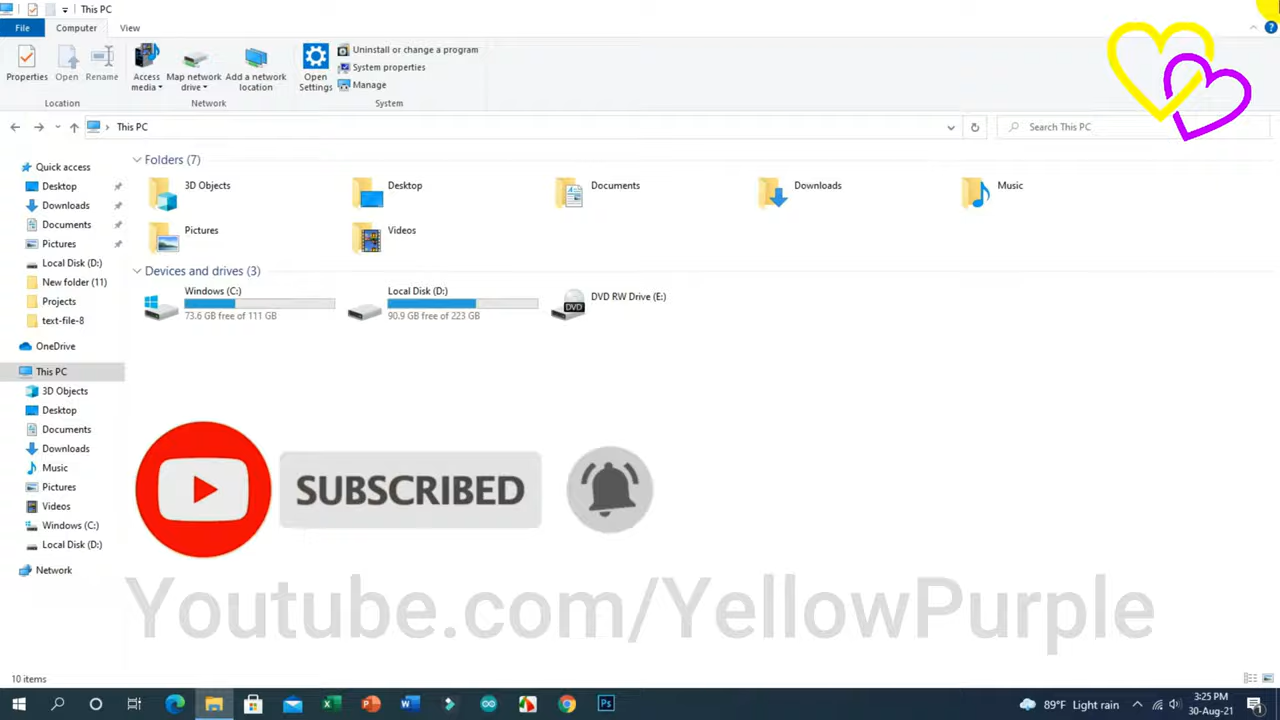 This PC
File
Computer
View
Properties
Open
Rename
Access media
Map network drive
Add a network location
Open Settings
Uninstall or change a program
System properties
Manage
Location
Network
System
This PC
Search This PC
Quick access
Desktop
Downloads
Documents
Pictures
Local Disk (D:)
New folder (11)
Projects
text-file-8
OneDrive
This PC
3D Objects
Desktop
Documents
Downloads
Music
Pictures
Videos
Windows (C:)
Local Disk (D:)
Network
Folders (7)
3D Objects
Desktop
Documents
Downloads
Music
Pictures
Videos
Devices and drives (3)
Windows (C:)
73.6 GB free of 111 GB
Local Disk (D:)
90.9 GB free of 223 GB
DVD RW Drive (E:)
DVD
SUBSCRIBED
Youtube.com/YellowPurple
10 items
Ps
89°F Light rain
3:25 PM
30-Aug-21
1